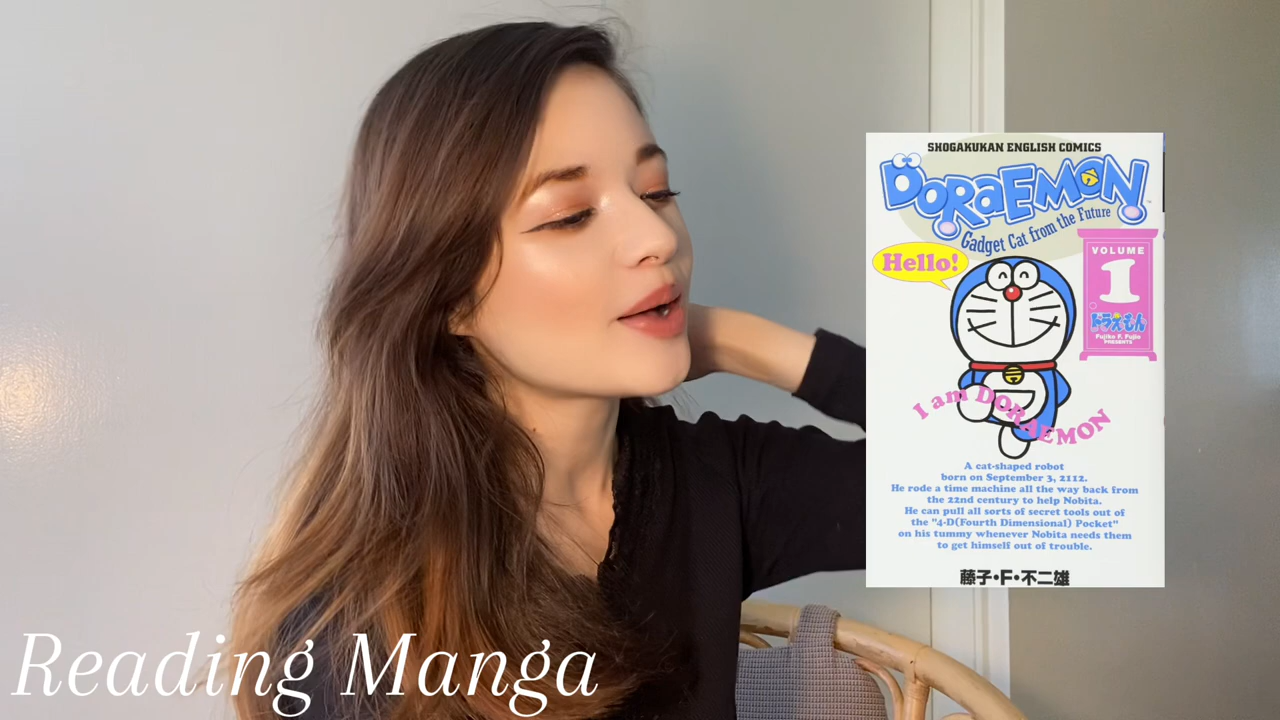 SHOGAKUKAN ENGLISH COMICS
DORAEMON
Gadget Cat from the Future
Hello!
VOLUME
1
ドラえもん
Fujiko F. Fujio
PRESENTS
I am DORAEMON
A cat-shaped robot
born on September 3, 2112.
He rode a time machine all the way back from
the 22nd century to help Nobita.
He can pull all sorts of secret tools out of
the "4-D(Fourth Dimensional) Pocket"
on his tummy whenever Nobita needs them
to get himself out of trouble.
藤子・F・不二雄
Reading Manga